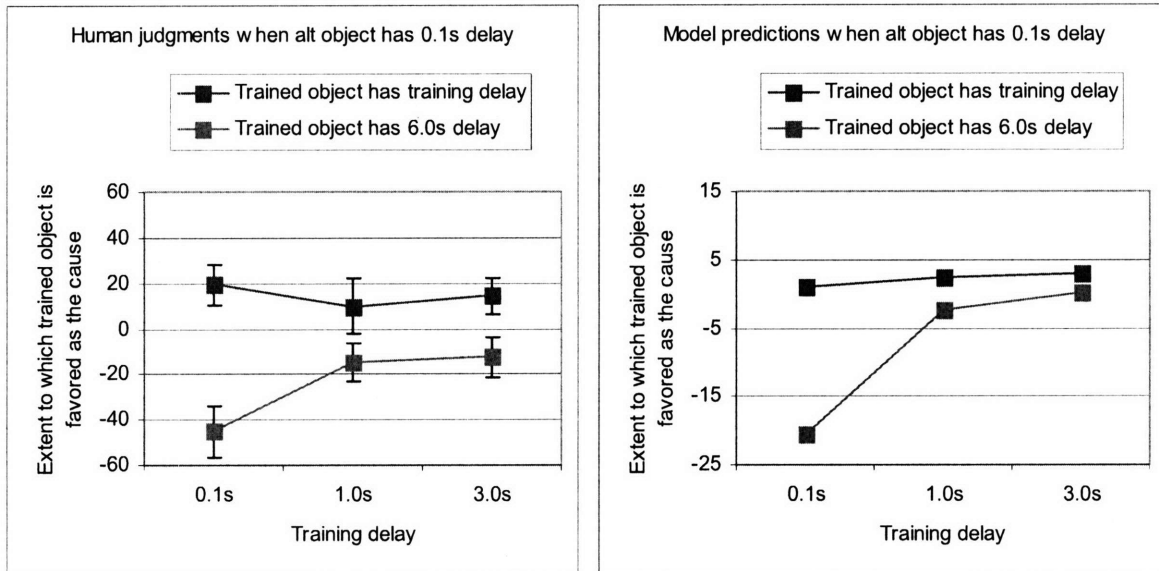 Human judgments when alt object has 0.1s delay
Trained object has training delay
Trained object has 6.0s delay
Extent to which trained object is
favored as the cause
60
40
20
0
-20
-40
-60
0.1s
1.0s
3.0s
Training delay
Model predictions when alt object has 0.1s delay
Trained object has training delay
Trained object has 6.0s delay
Extent to which trained object is
favored as the cause
15
5
-5
-15
-25
0.1s
1.0s
3.0s
Training delay